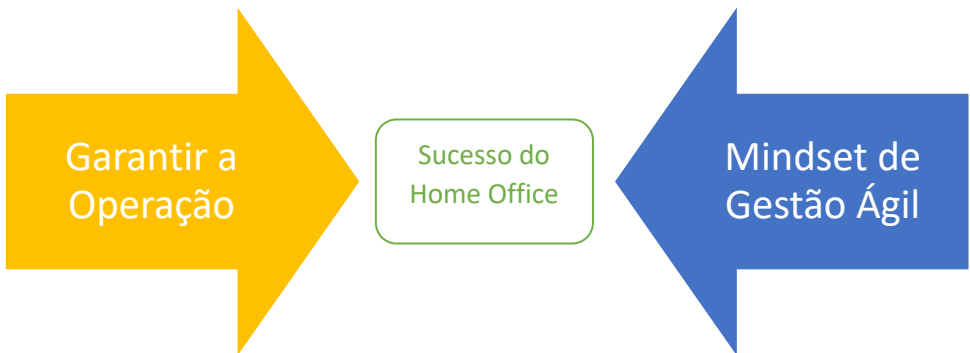 Garantir a
Operação
Sucesso do
Home Office
Mindset de
Gestão Ágil